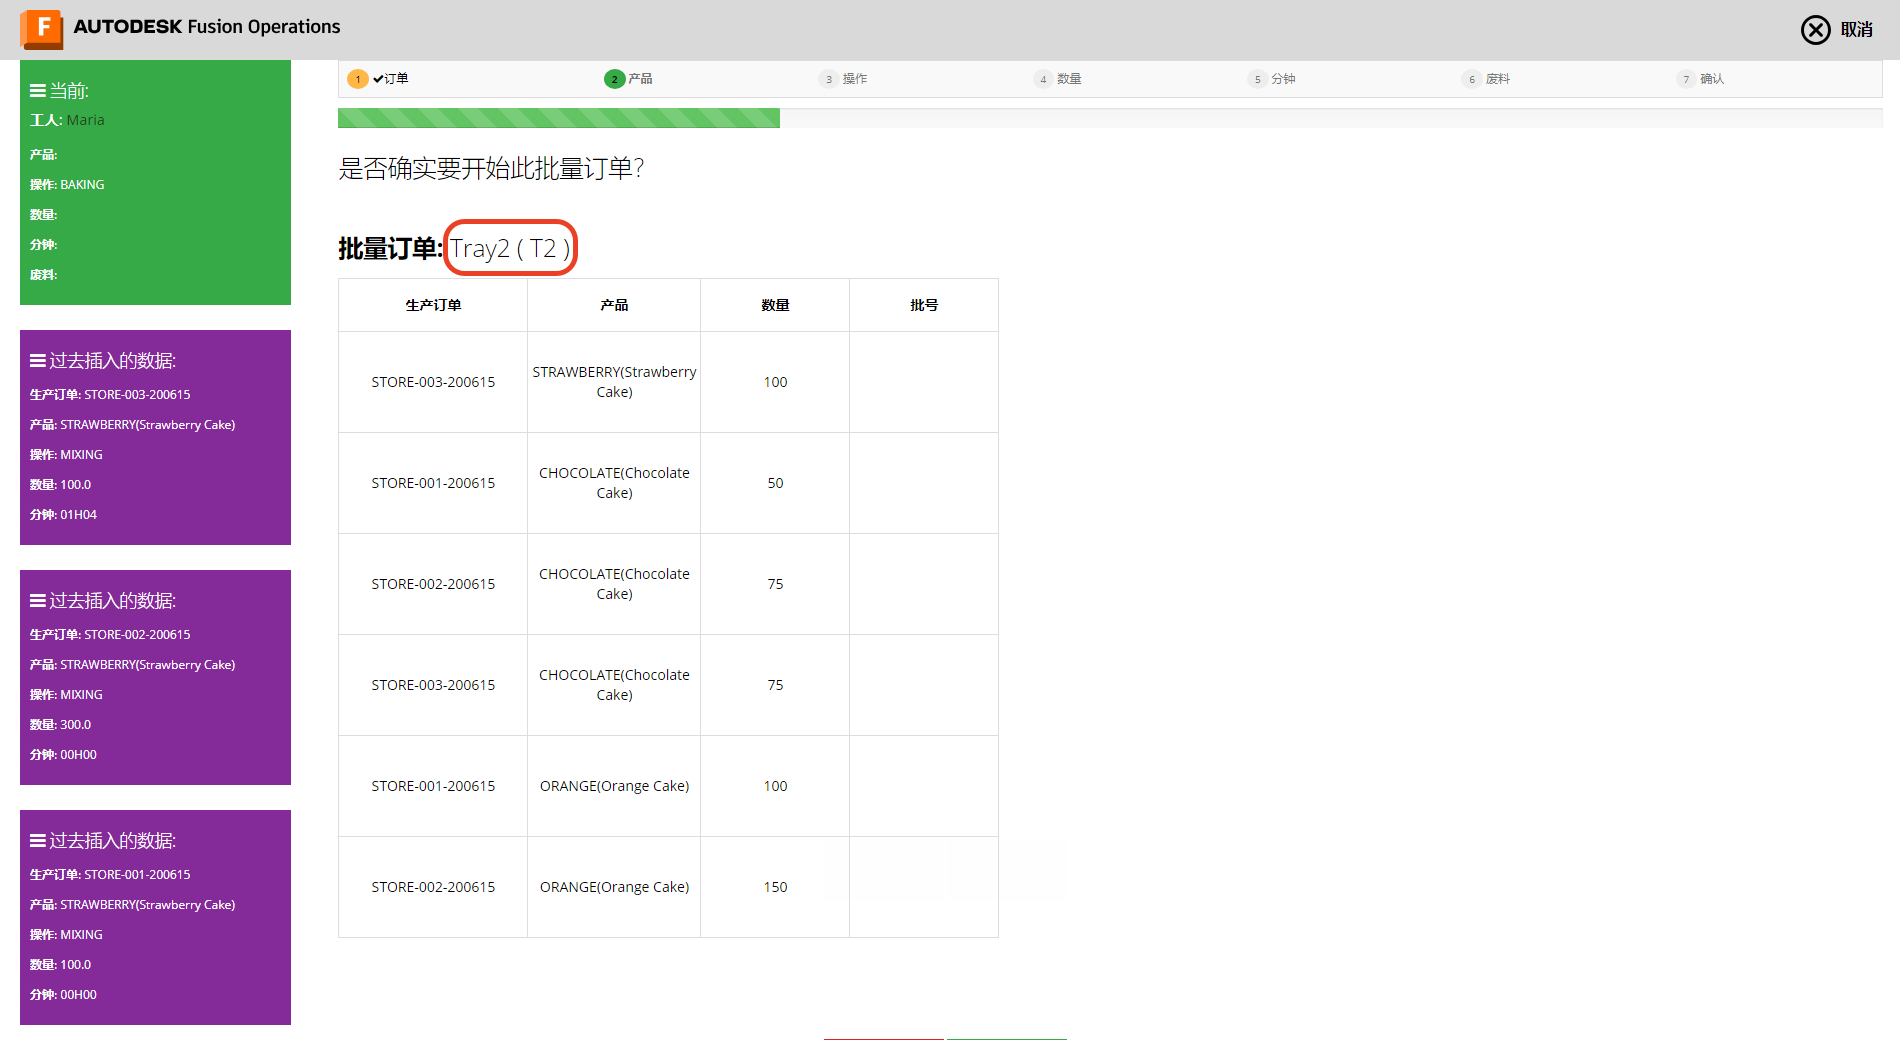 F AUTODESK Fusion Operations
取消
1 订单
2 产品
3 操作
4 数量
5 分钟
6 废料
7 确认
当前:
工人: Maria
产品:
操作: BAKING
数量:
分钟:
废料:
过去插入的数据:
生产订单: STORE-003-200615
产品: STRAWBERRY(Strawberry Cake)
操作: MIXING
数量: 100.0
分钟: 01H04
过去插入的数据:
生产订单: STORE-002-200615
产品: STRAWBERRY(Strawberry Cake)
操作: MIXING
数量: 300.0
分钟: 00H00
过去插入的数据:
生产订单: STORE-001-200615
产品: STRAWBERRY(Strawberry Cake)
操作: MIXING
数量: 100.0
分钟: 00H00
是否确实要开始此批量订单?
批量订单: Tray2 ( T2 )
生产订单 产品 数量 批号
STORE-003-200615 STRAWBERRY(Strawberry Cake) 100
STORE-001-200615 CHOCOLATE(Chocolate Cake) 50
STORE-002-200615 CHOCOLATE(Chocolate Cake) 75
STORE-003-200615 CHOCOLATE(Chocolate Cake) 75
STORE-001-200615 ORANGE(Orange Cake) 100
STORE-002-200615 ORANGE(Orange Cake) 150